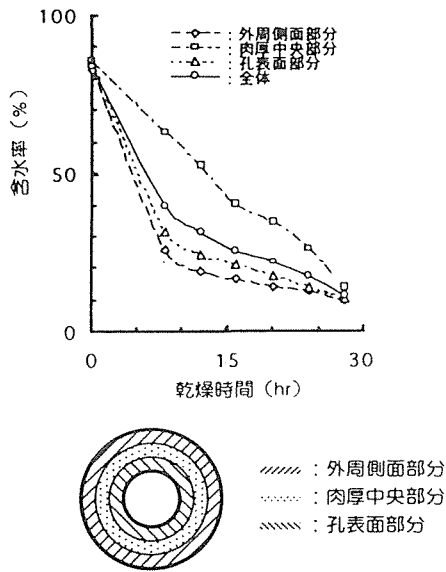 100
: 外周側面部分
: 肉厚中央部分
: 孔表面部分
: 全体
含水率 (%)
50
0
0
15
30
乾燥時間 (hr)
: 外周側面部分
: 肉厚中央部分
: 孔表面部分